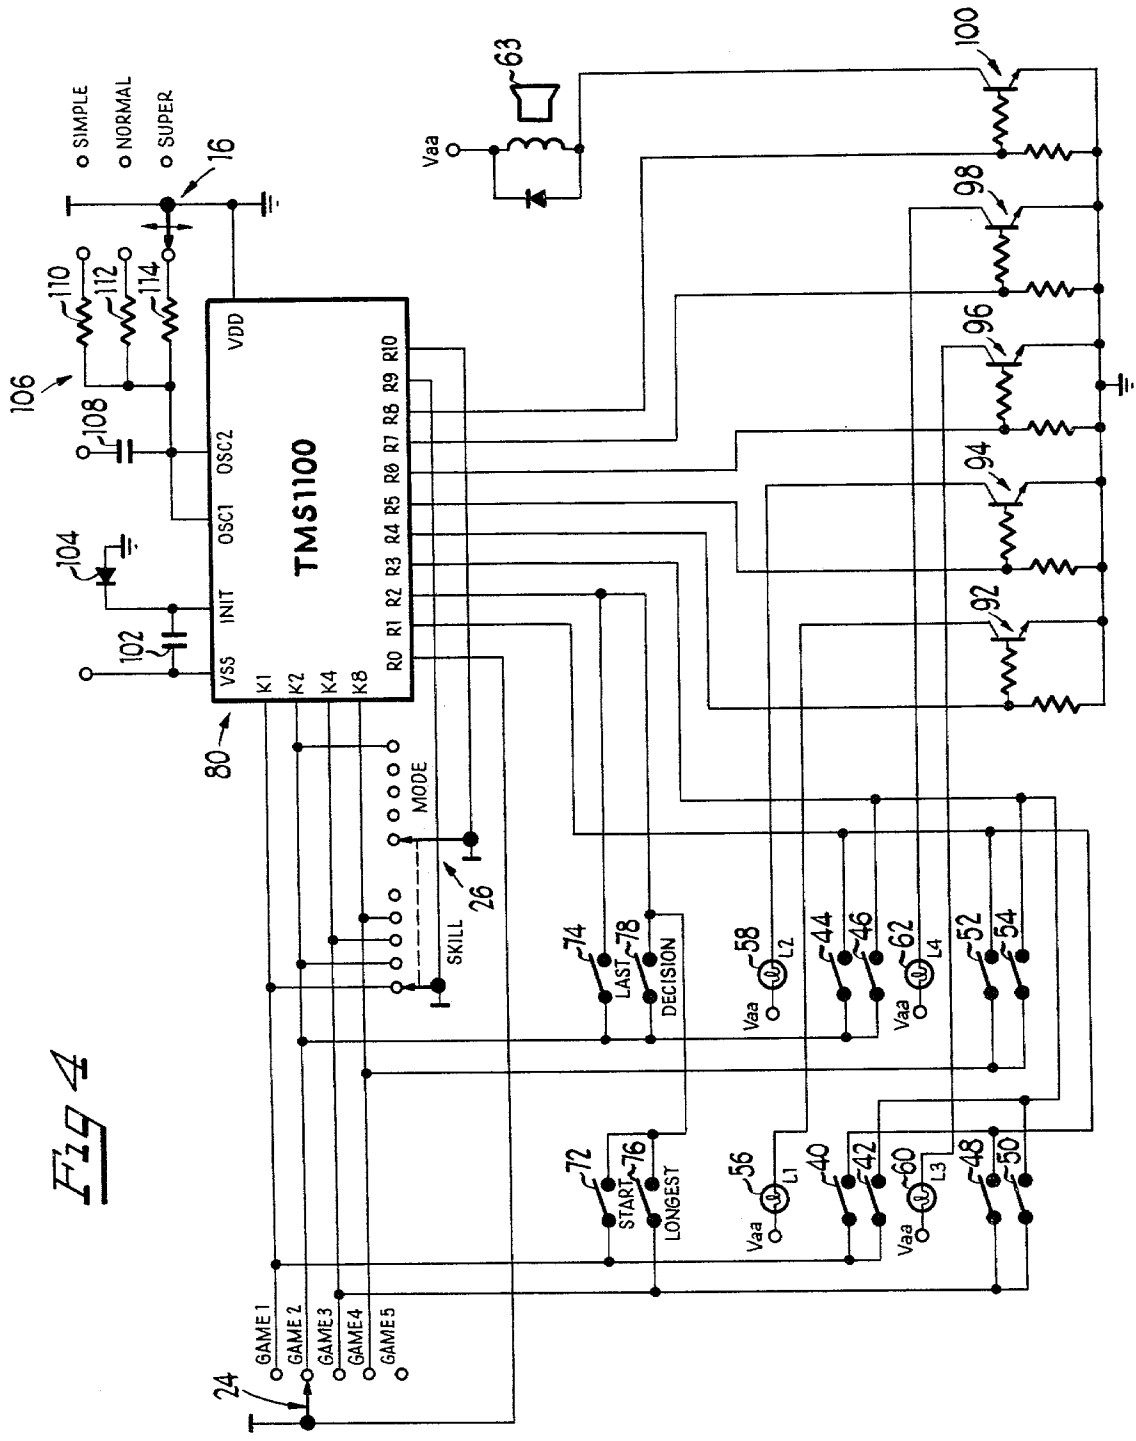 Fig 4
TMS1100
80
VSS
INIT
OSC1
OSC2
VDD
K1
K2
K4
K8
R0
R1
R2
R3
R4
R5
R6
R7
R8
R9
R10
102
104
106
108
110
112
114
16
SIMPLE
NORMAL
SUPER
24
GAME 1
GAME 2
GAME 3
GAME 4
GAME 5
SKILL
MODE
26
72
START
76
LONGEST
74
LAST
78
DECISION
56
Vaa
L1
58
Vaa
L2
40
42
44
46
60
Vaa
L3
62
Vaa
L4
48
50
52
54
63
Vaa
92
94
96
98
100